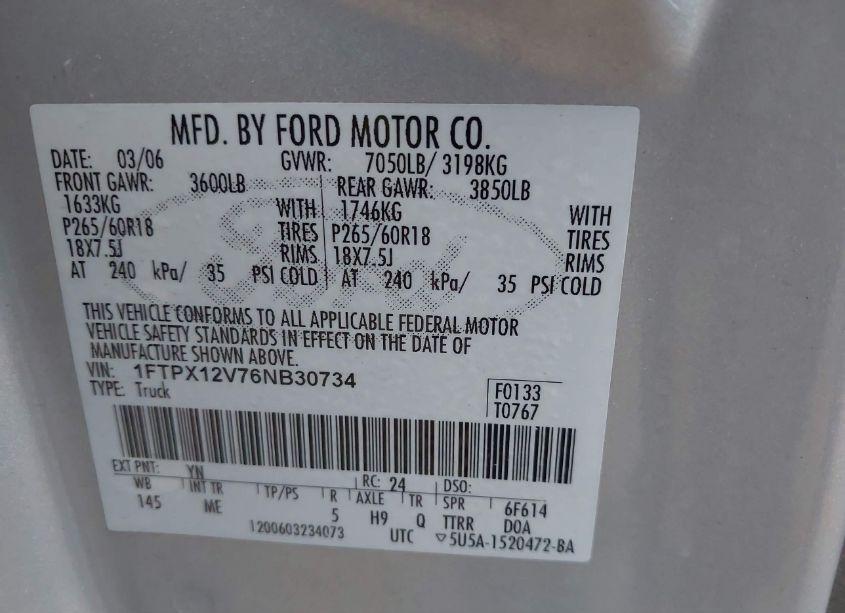 MFD. BY FORD MOTOR CO.
DATE: 03/06 GVWR: 7050LB/ 3198KG
FRONT GAWR: 3600LB REAR GAWR: 3850LB
1633KG WITH 1746KG WITH
P265/60R18 TIRES P265/60R18 TIRES
18X7.5J RIMS 18X7.5J RIMS
AT 240 kPa/ 35 PSI COLD AT 240 kPa/ 35 PSI COLD
THIS VEHICLE CONFORMS TO ALL APPLICABLE FEDERAL MOTOR
VEHICLE SAFETY STANDARDS IN EFFECT ON THE DATE OF
MANUFACTURE SHOWN ABOVE.
VIN: 1FTPX12V76NB30734
TYPE: Truck
F0133
T0767
EXT PNT: YN RC: 24 DSO:
WB INT TR TP/PS R AXLE TR SPR 6F614
145 ME 5 H9 Q TTRR DOA
1200603234073 UTC ▽5U5A-1520472-BA
Ford